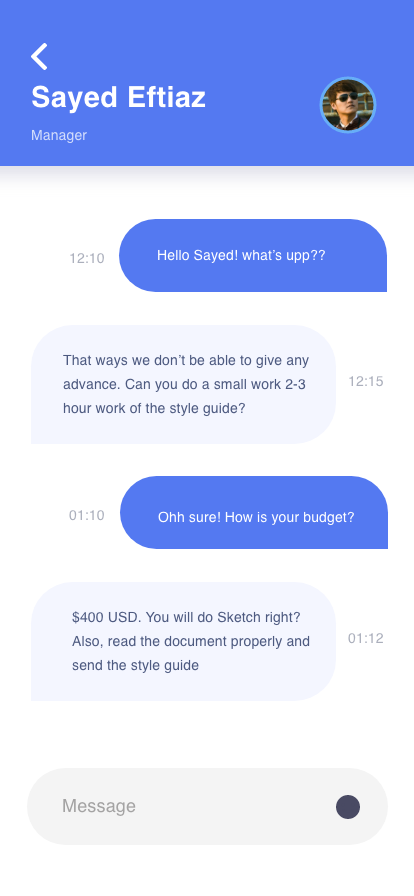 Sayed Eftiaz
Manager
12:10
Hello Sayed! what’s upp??
That ways we don’t be able to give any
advance. Can you do a small work 2-3
hour work of the style guide?
12:15
01:10
Ohh sure! How is your budget?
$400 USD. You will do Sketch right?
Also, read the document properly and
send the style guide
01:12
Message